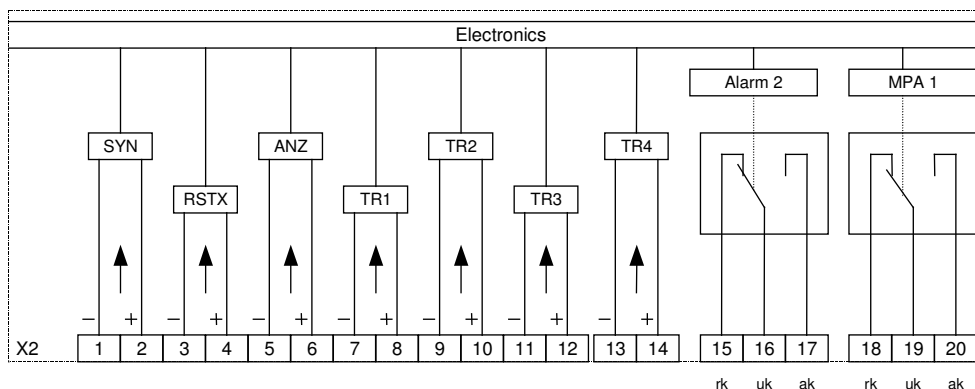 Electronics
Alarm 2 MPA 1
SYN ANZ TR2 TR4
RSTX TR1 TR3
− + − + − + − + − + − + − +
X2 1 2 3 4 5 6 7 8 9 10 11 12 13 14 15 16 17 18 19 20
rk uk ak rk uk ak